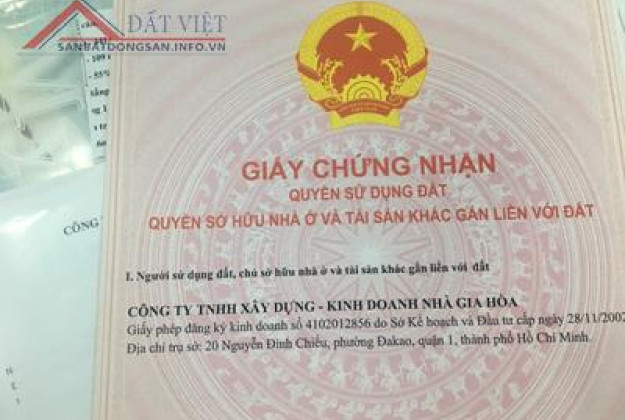 ĐẤT VIỆT
SANBATDONGSAN.INFO.VN
- 109
- 55%
CÔNG
GIẤY CHỨNG NHẬN
QUYỀN SỬ DỤNG ĐẤT
QUYỀN SỞ HỮU NHÀ Ở VÀ TÀI SẢN KHÁC GẮN LIỀN VỚI ĐẤT
I. Người sử dụng đất, chủ sở hữu nhà ở và tài sản khác gắn liền với đất
CÔNG TY TNHH XÂY DỰNG - KINH DOANH NHÀ GIA HÒA
Giấy phép đăng ký kinh doanh số 4102012856 do Sở Kế hoạch và Đầu tư cấp ngày 28/11/2002
Địa chỉ trụ sở: 20 Nguyễn Đình Chiểu, phường Đakao, quận 1, thành phố Hồ Chí Minh.